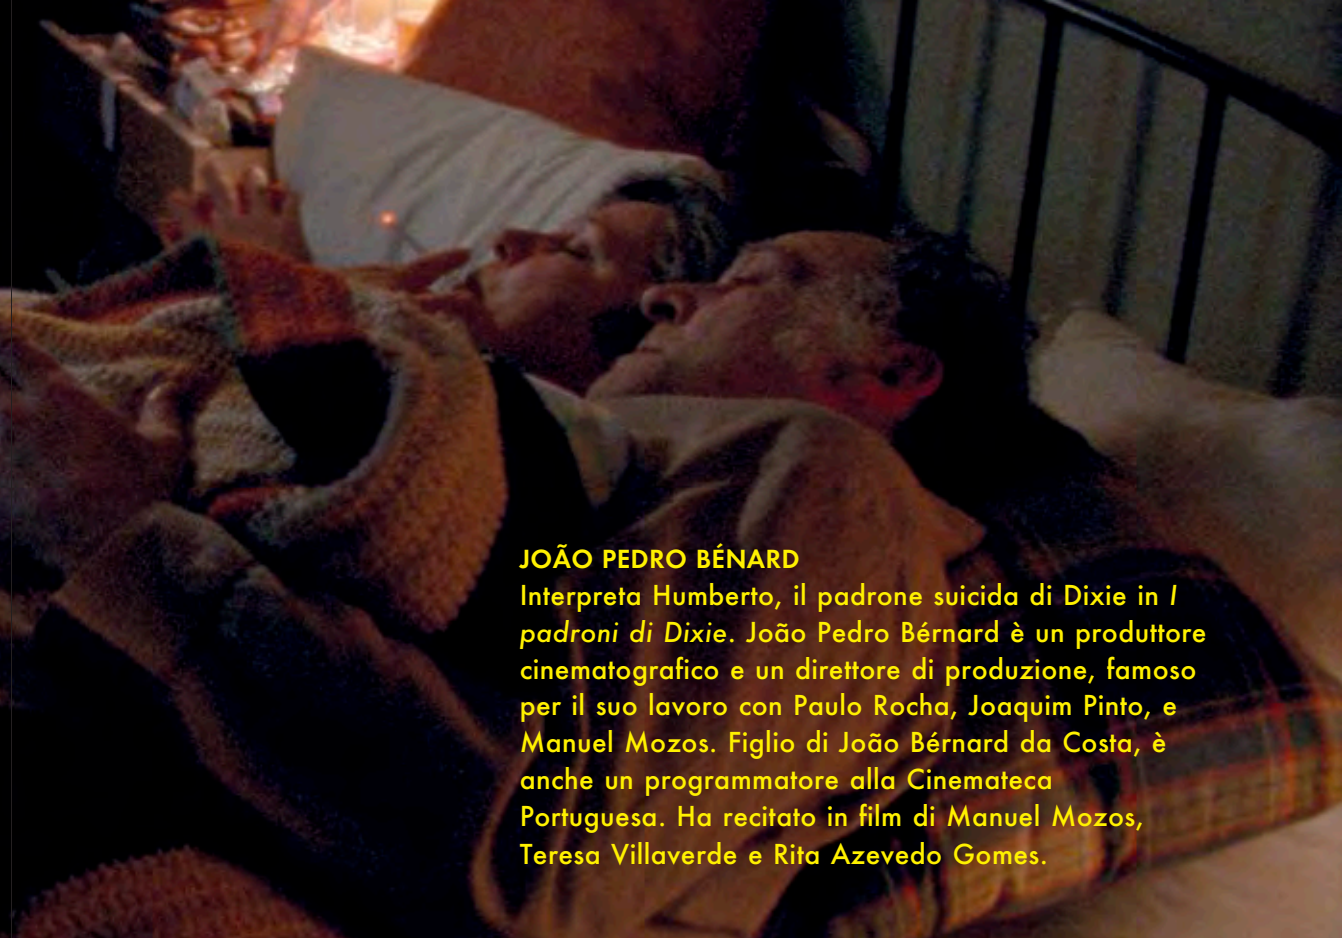 JOÃO PEDRO BÉNARD
Interpreta Humberto, il padrone suicida di Dixie in I
padroni di Dixie. João Pedro Bérnard è un produttore
cinematografico e un direttore di produzione, famoso
per il suo lavoro con Paulo Rocha, Joaquim Pinto, e
Manuel Mozos. Figlio di João Bérnard da Costa, è
anche un programmatore alla Cinemateca
Portuguesa. Ha recitato in film di Manuel Mozos,
Teresa Villaverde e Rita Azevedo Gomes.